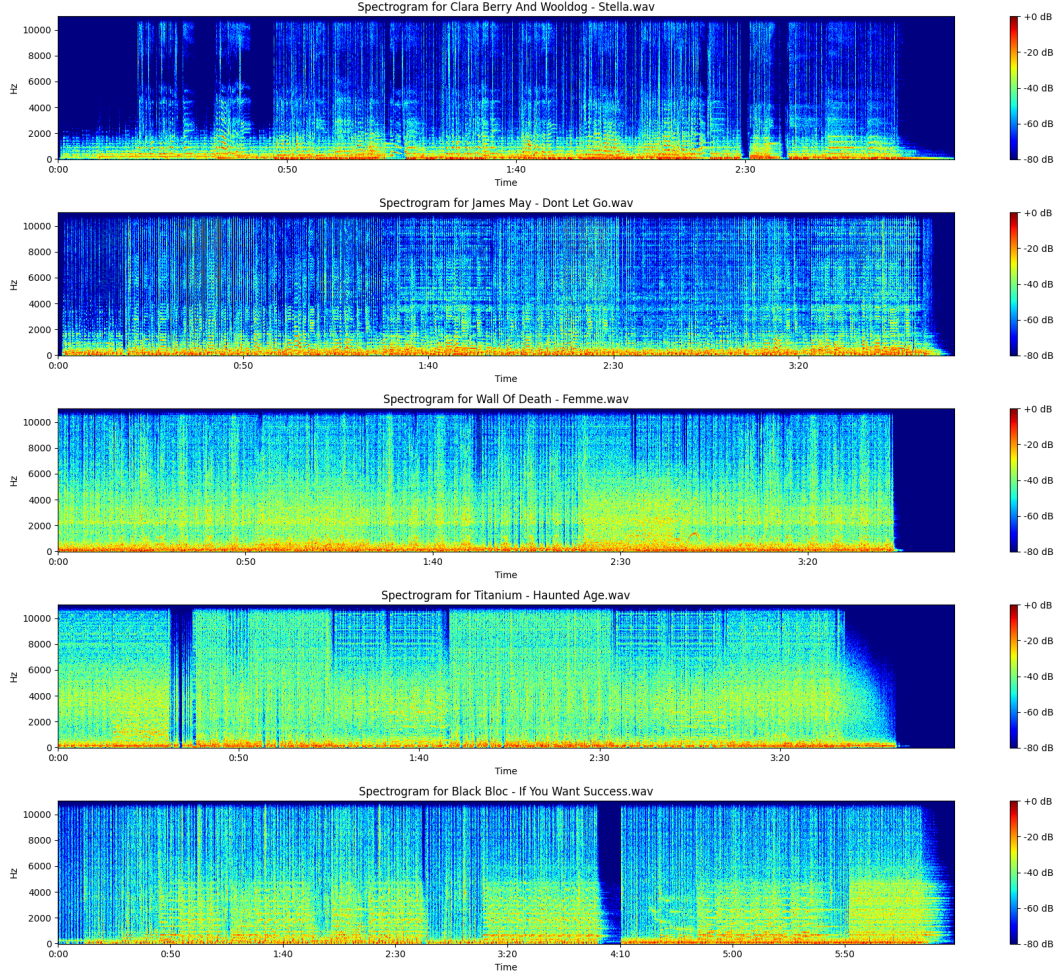 Spectrogram for Clara Berry And Wooldog - Stella.wav
10000
8000
6000
4000
2000
0
Hz
0:00 0:50 1:40 2:30
Time
+0 dB
-20 dB
-40 dB
-60 dB
-80 dB
Spectrogram for James May - Dont Let Go.wav
10000
8000
6000
4000
2000
0
Hz
0:00 0:50 1:40 2:30 3:20
Time
+0 dB
-20 dB
-40 dB
-60 dB
-80 dB
Spectrogram for Wall Of Death - Femme.wav
10000
8000
6000
4000
2000
0
Hz
0:00 0:50 1:40 2:30 3:20
Time
+0 dB
-20 dB
-40 dB
-60 dB
-80 dB
Spectrogram for Titanium - Haunted Age.wav
10000
8000
6000
4000
2000
0
Hz
0:00 0:50 1:40 2:30 3:20
Time
+0 dB
-20 dB
-40 dB
-60 dB
-80 dB
Spectrogram for Black Bloc - If You Want Success.wav
10000
8000
6000
4000
2000
0
Hz
0:00 0:50 1:40 2:30 3:20 4:10 5:00 5:50
Time
+0 dB
-20 dB
-40 dB
-60 dB
-80 dB